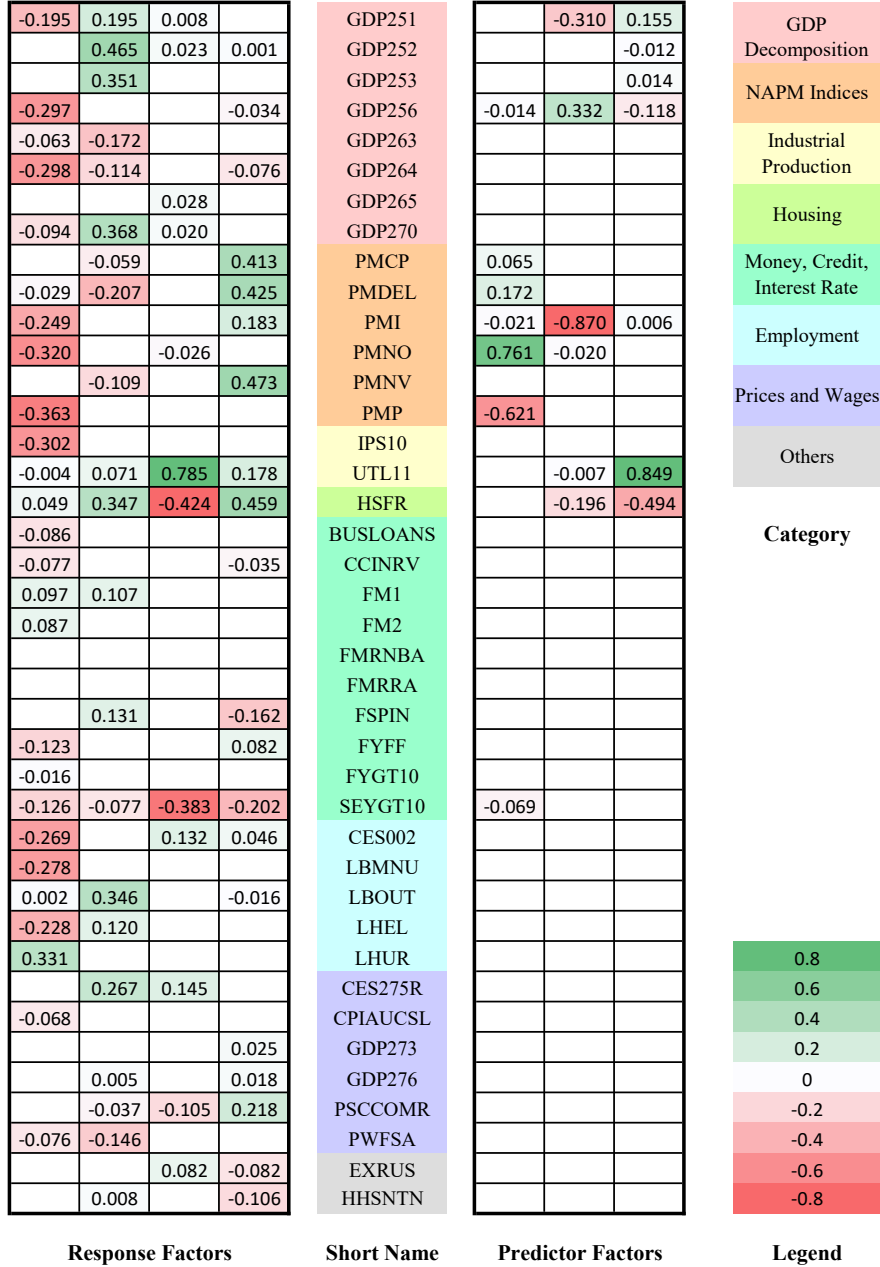 -0.195 0.195 0.008 GDP251 -0.310 0.155
0.465 0.023 0.001 GDP252 -0.012
0.351 GDP253 0.014
-0.297 -0.034 GDP256 -0.014 0.332 -0.118
-0.063 -0.172 GDP263
-0.298 -0.114 -0.076 GDP264
0.028 GDP265
-0.094 0.368 0.020 GDP270
-0.059 0.413 PMCP 0.065
-0.029 -0.207 0.425 PMDEL 0.172
-0.249 0.183 PMI -0.021 -0.870 0.006
-0.320 -0.026 PMNO 0.761 -0.020
-0.109 0.473 PMNV
-0.363 PMP -0.621
-0.302 IPS10
-0.004 0.071 0.785 0.178 UTL11 -0.007 0.849
0.049 0.347 -0.424 0.459 HSFR -0.196 -0.494
-0.086 BUSLOANS
-0.077 -0.035 CCINRV
0.097 0.107 FM1
0.087 FM2
FMRNBA
FMRRA
0.131 -0.162 FSPIN
-0.123 0.082 FYFF
-0.016 FYGT10
-0.126 -0.077 -0.383 -0.202 SEYGT10 -0.069
-0.269 0.132 0.046 CES002
-0.278 LBMNU
0.002 0.346 -0.016 LBOUT
-0.228 0.120 LHEL
0.331 LHUR
0.267 0.145 CES275R
-0.068 CPIAUCSL
0.025 GDP273
0.005 0.018 GDP276
-0.037 -0.105 0.218 PSCCOMR
-0.076 -0.146 PWFSA
0.082 -0.082 EXRUS
0.008 -0.106 HHSNTN
Response Factors Short Name Predictor Factors
GDP
Decomposition
NAPM Indices
Industrial
Production
Housing
Money, Credit,
Interest Rate
Employment
Prices and Wages
Others
Category
0.8
0.6
0.4
0.2
0
-0.2
-0.4
-0.6
-0.8
Legend